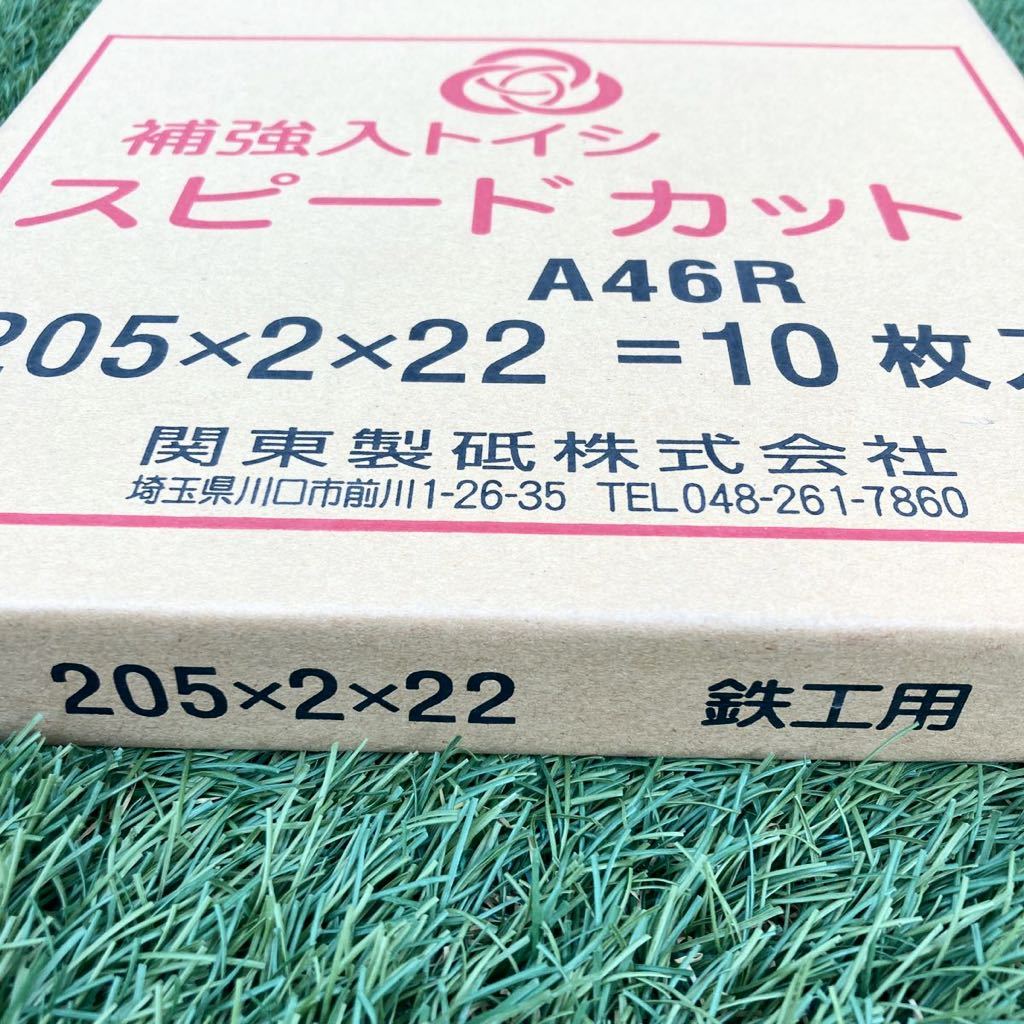 補強入トイシ
スピードカット
A46R
205×2×22 =10枚
関東製砥株式会社
埼玉県川口市前川1-26-35 TEL048-261-7860
205×2×22 鉄工用